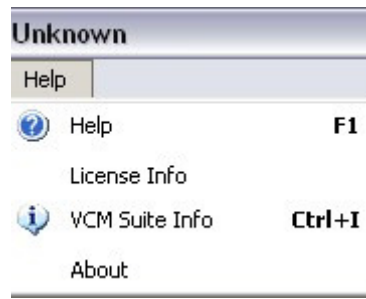 Unknown
Help
Help F1
License Info
VCM Suite Info Ctrl+I
About